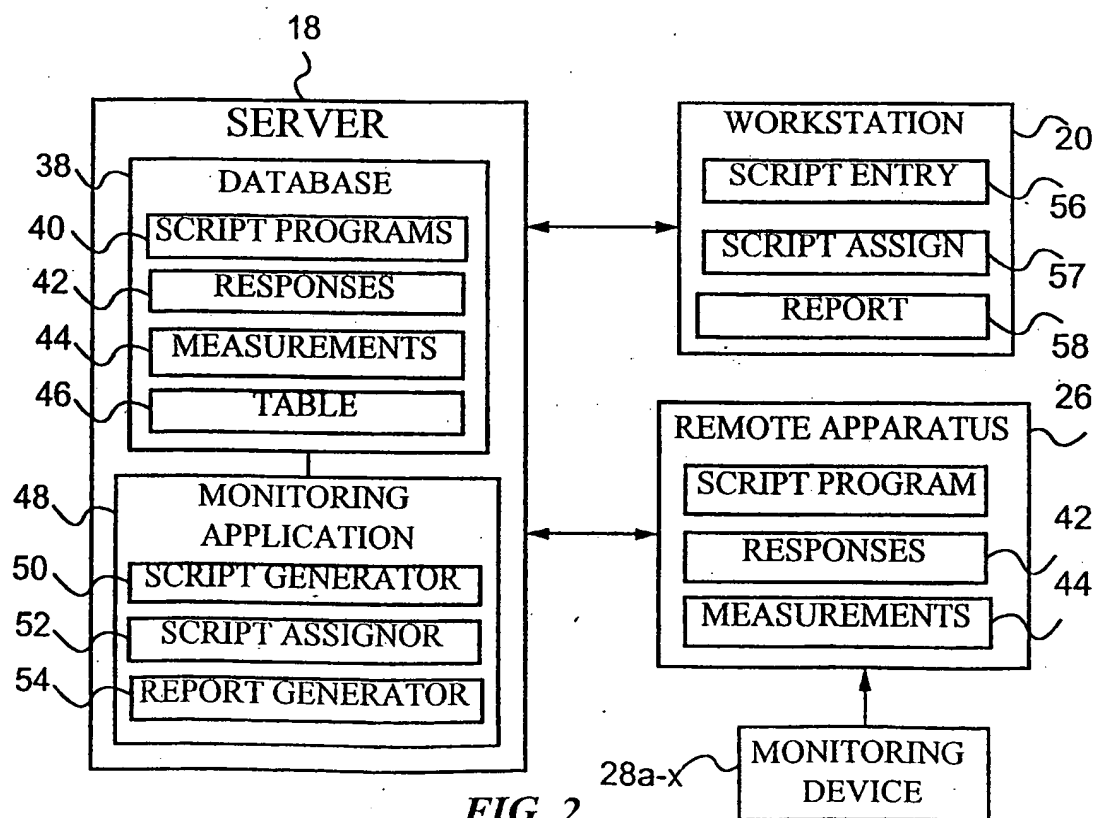 18
SERVER
38
DATABASE
40
SCRIPT PROGRAMS
42
RESPONSES
44
MEASUREMENTS
46
TABLE
48
MONITORING
APPLICATION
50
SCRIPT GENERATOR
52
SCRIPT ASSIGNOR
54
REPORT GENERATOR
WORKSTATION
20
SCRIPT ENTRY
56
SCRIPT ASSIGN
57
REPORT
58
26
REMOTE APPARATUS
SCRIPT PROGRAM
42
RESPONSES
44
MEASUREMENTS
28a-x
MONITORING
DEVICE
FIG. 2